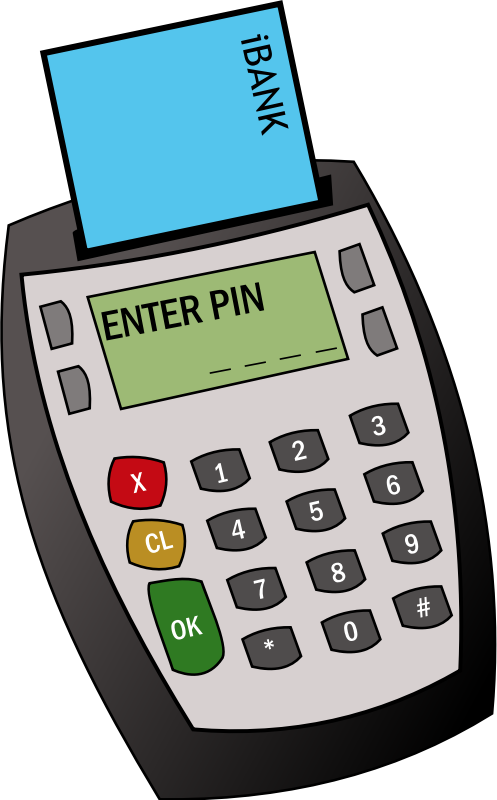 iBANK
ENTER PIN
_ _ _ _
X 1 2 3
CL 4 5 6
OK 7 8 9
* 0 #